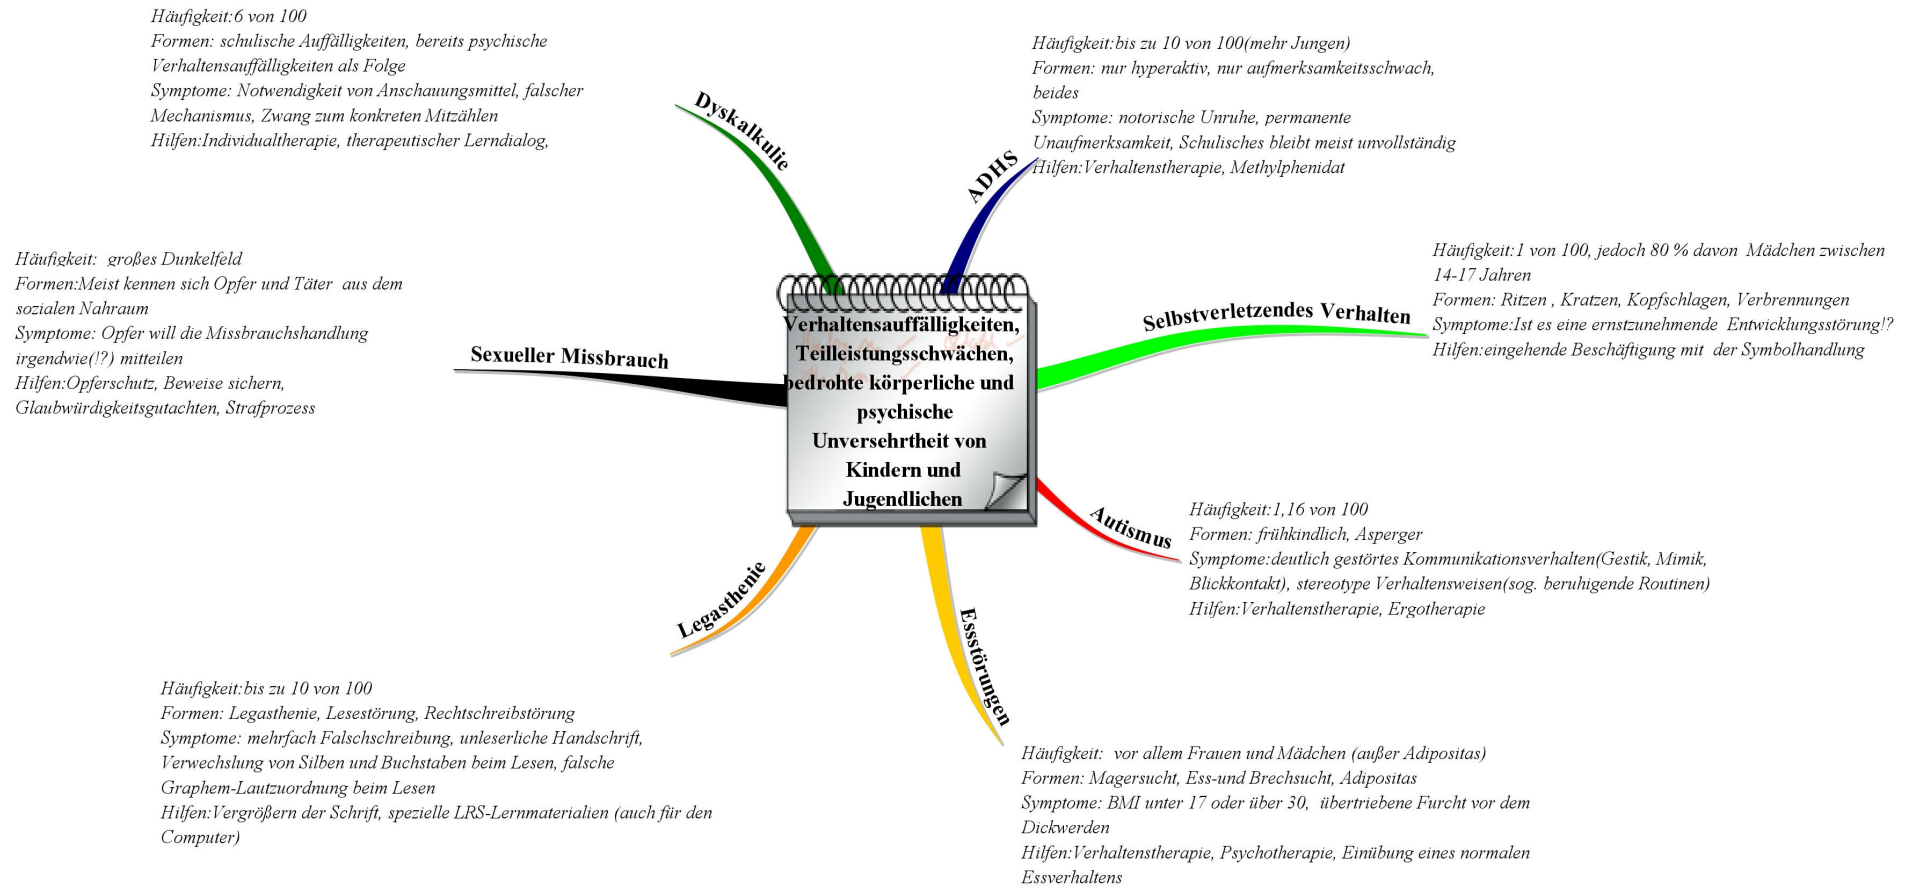 Häufigkeit:6 von 100
Formen: schulische Auffälligkeiten, bereits psychische
Verhaltensauffälligkeiten als Folge
Symptome: Notwendigkeit von Anschauungsmittel, falscher
Mechanismus, Zwang zum konkreten Mitzählen
Hilfen:Individualtherapie, therapeutischer Lerndialog,
Dyskalkulie
Häufigkeit:bis zu 10 von 100(mehr Jungen)
Formen: nur hyperaktiv, nur aufmerksamkeitsschwach,
beides
Symptome: notorische Unruhe, permanente
Unaufmerksamkeit, Schulisches bleibt meist unvollständig
Hilfen:Verhaltenstherapie, Methylphenidat
ADHS
Häufigkeit: großes Dunkelfeld
Formen:Meist kennen sich Opfer und Täter aus dem
sozialen Nahraum
Symptome: Opfer will die Missbrauchshandlung
irgendwie(!?) mitteilen
Hilfen:Opferschutz, Beweise sichern,
Glaubwürdigkeitsgutachten, Strafprozess
Sexueller Missbrauch
Verhaltensauffälligkeiten,
Teilleistungsschwächen,
bedrohte körperliche und
psychische
Unversehrtheit von
Kindern und
Jugendlichen
Selbstverletzendes Verhalten
Häufigkeit:1 von 100, jedoch 80 % davon Mädchen zwischen
14-17 Jahren
Formen: Ritzen , Kratzen, Kopfschlagen, Verbrennungen
Symptome:Ist es eine ernstzunehmende Entwicklungsstörung!?
Hilfen:eingehende Beschäftigung mit der Symbolhandlung
Autismus
Häufigkeit:1,16 von 100
Formen: frühkindlich, Asperger
Symptome:deutlich gestörtes Kommunikationsverhalten(Gestik, Mimik,
Blickkontakt), stereotype Verhaltensweisen(sog. beruhigende Routinen)
Hilfen:Verhaltenstherapie, Ergotherapie
Legasthenie
Häufigkeit:bis zu 10 von 100
Formen: Legasthenie, Lesestörung, Rechtschreibstörung
Symptome: mehrfach Falschschreibung, unleserliche Handschrift,
Verwechslung von Silben und Buchstaben beim Lesen, falsche
Graphem-Lautzuordnung beim Lesen
Hilfen:Vergrößern der Schrift, spezielle LRS-Lernmaterialien (auch für den
Computer)
Essstörungen
Häufigkeit: vor allem Frauen und Mädchen (außer Adipositas)
Formen: Magersucht, Ess-und Brechsucht, Adipositas
Symptome: BMI unter 17 oder über 30, übertriebene Furcht vor dem
Dickwerden
Hilfen:Verhaltenstherapie, Psychotherapie, Einübung eines normalen
Essverhaltens